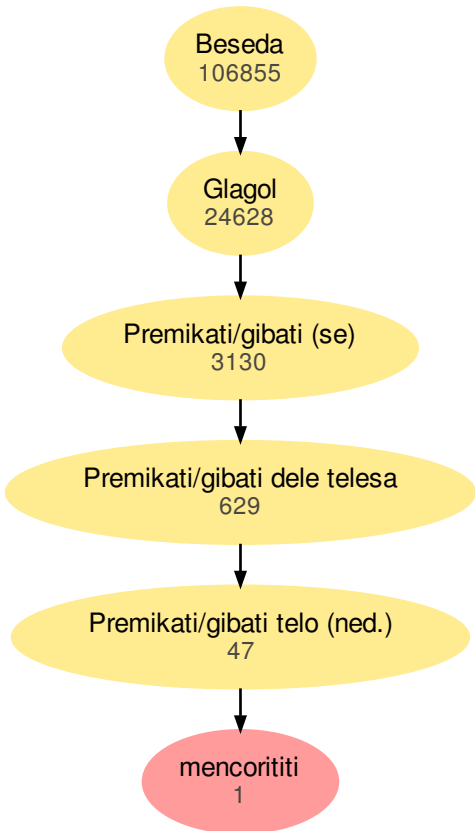 Beseda
106855
Glagol
24628
Premikati/gibati (se)
3130
Premikati/gibati dele telesa
629
Premikati/gibati telo (ned.)
47
mencorititi
1